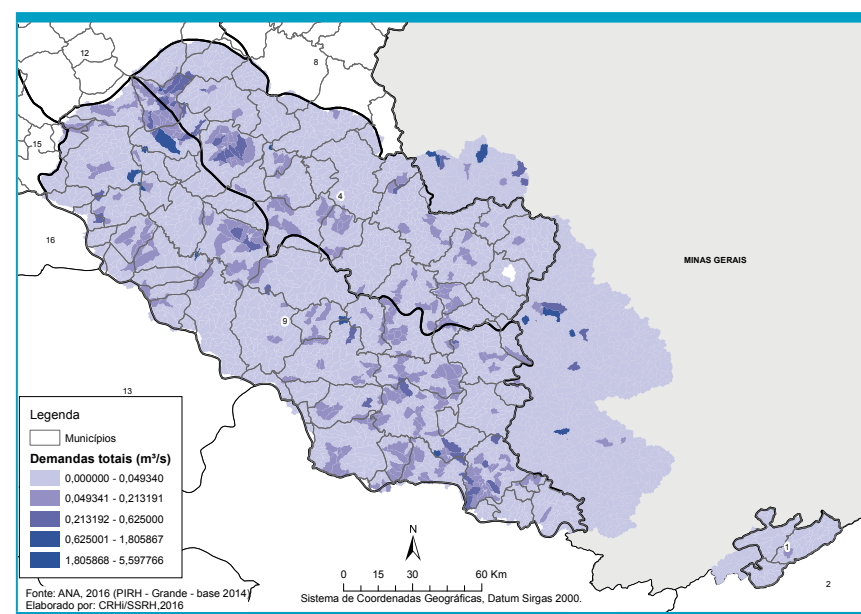 12
8
15
4
16
MINAS GERAIS
9
13
Legenda
Municípios
Demandas totais (m³/s)
0,000000 - 0,049340
0,049341 - 0,213191
0,213192 - 0,625000
0,625001 - 1,805867
1,805868 - 5,597766
N
1
0 15 30 60 Km
2
Fonte: ANA, 2016 (PIRH - Grande - base 2014)
Sistema de Coordenadas Geográficas, Datum Sirgas 2000.
Elaborado por: CRHi/SSRH,2016